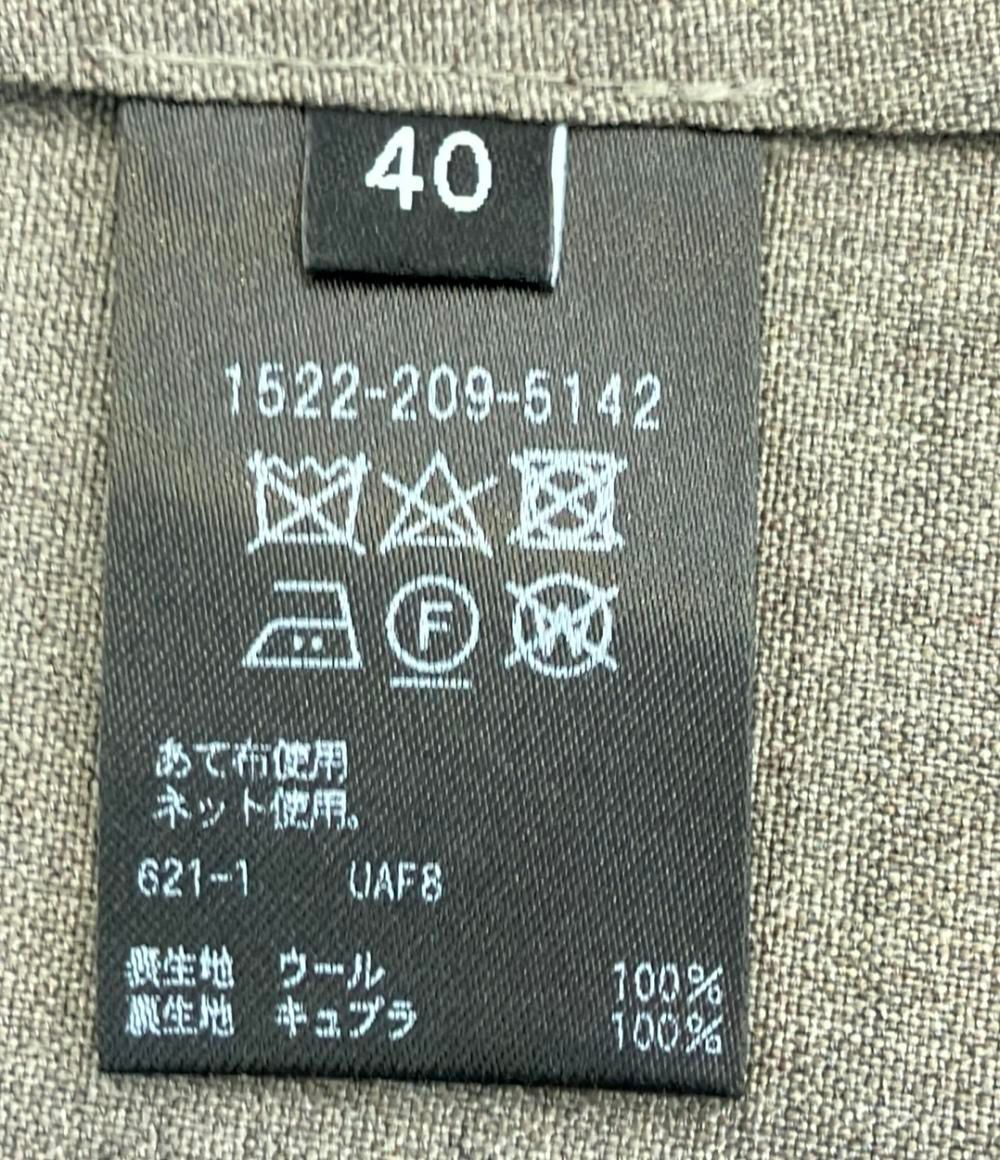 40
1522-209-5142
F
W
あて布使用
ネット使用。
621-1 UAF8
表生地 ウール 100%
裏生地 キュプラ 100%